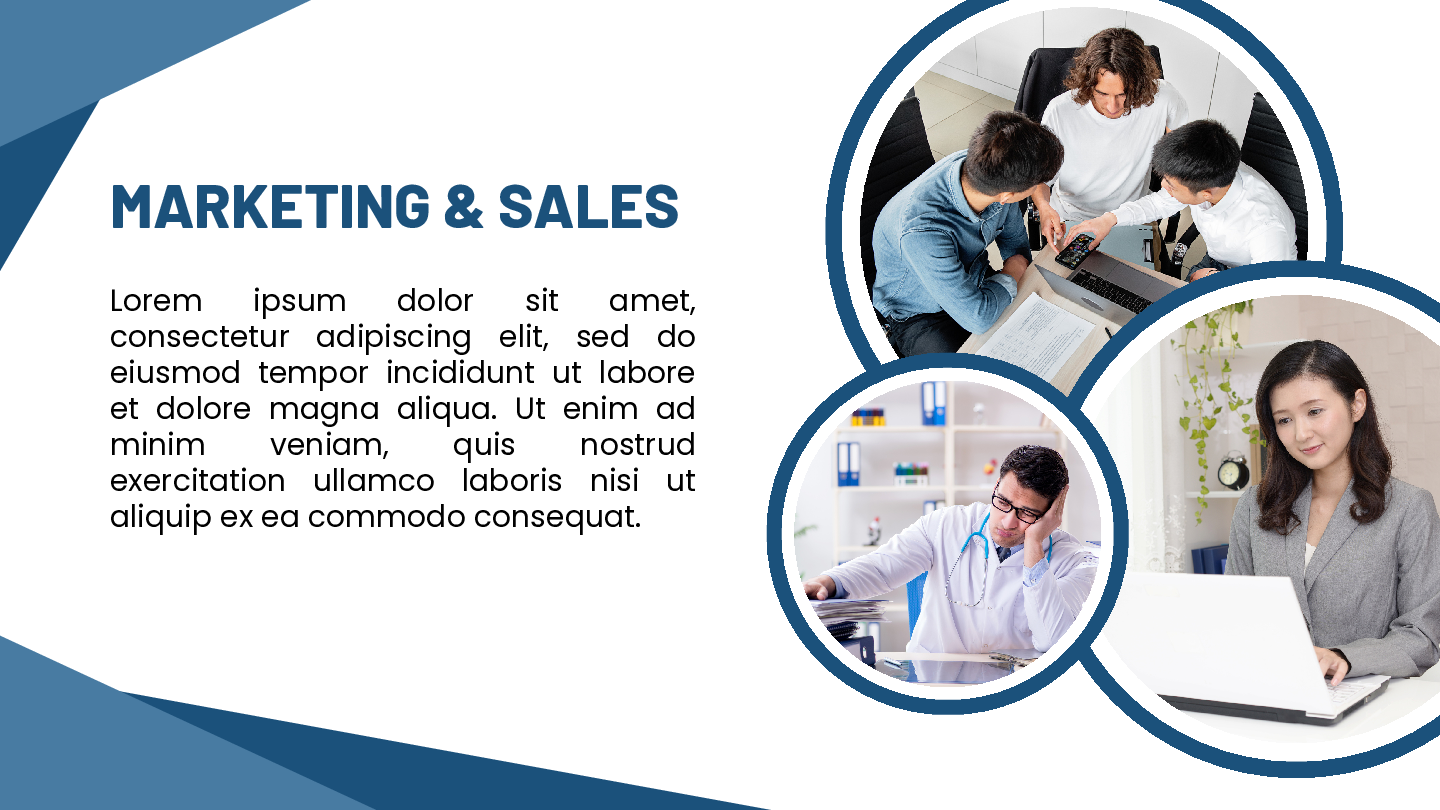 MARKETING & SALES
Lorem ipsum dolor sit amet,
consectetur adipiscing elit, sed do
eiusmod tempor incididunt ut labore
et dolore magna aliqua. Ut enim ad
minim veniam, quis nostrud
exercitation ullamco laboris nisi ut
aliquip ex ea commodo consequat.